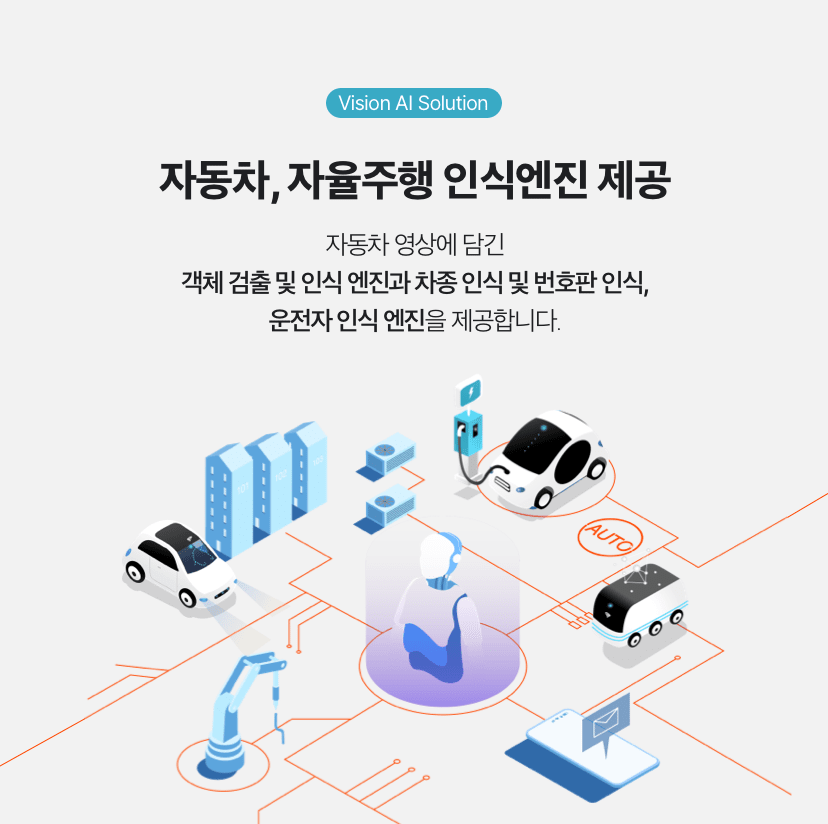 Vision AI Solution
자동차, 자율주행 인식엔진 제공
자동차 영상에 담긴
객체 검출 및 인식 엔진과 차종 인식 및 번호판 인식,
운전자 인식 엔진을 제공합니다.
AUTO